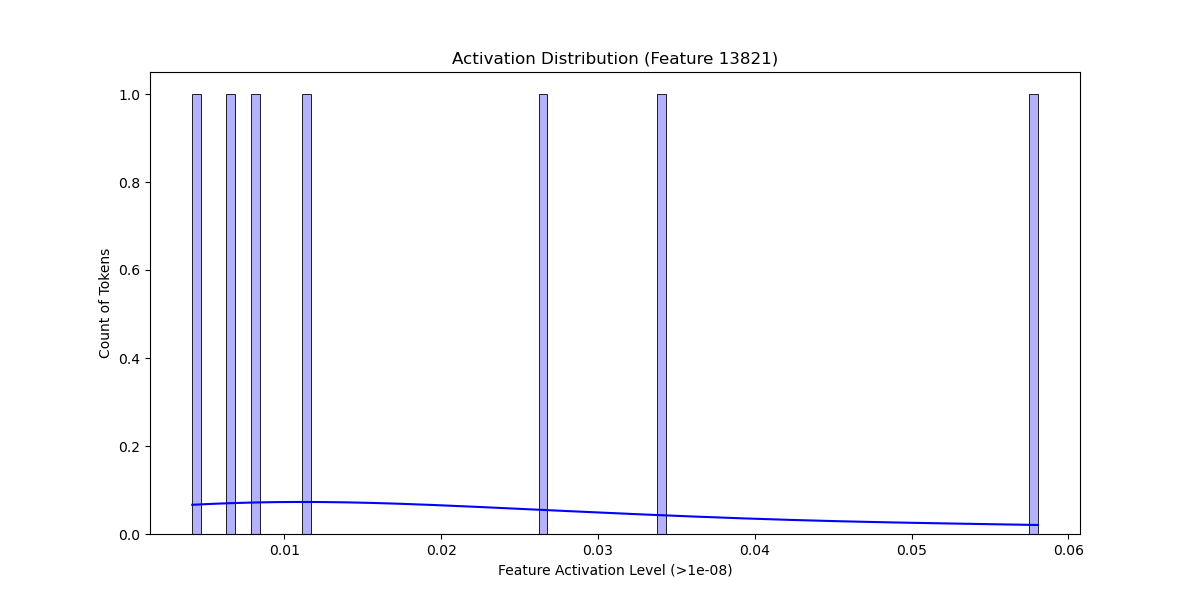 Activation Distribution (Feature 13821)
Count of Tokens
1.0
0.8
0.6
0.4
0.2
0.0
0.01 0.02 0.03 0.04 0.05 0.06
Feature Activation Level (>1e-08)